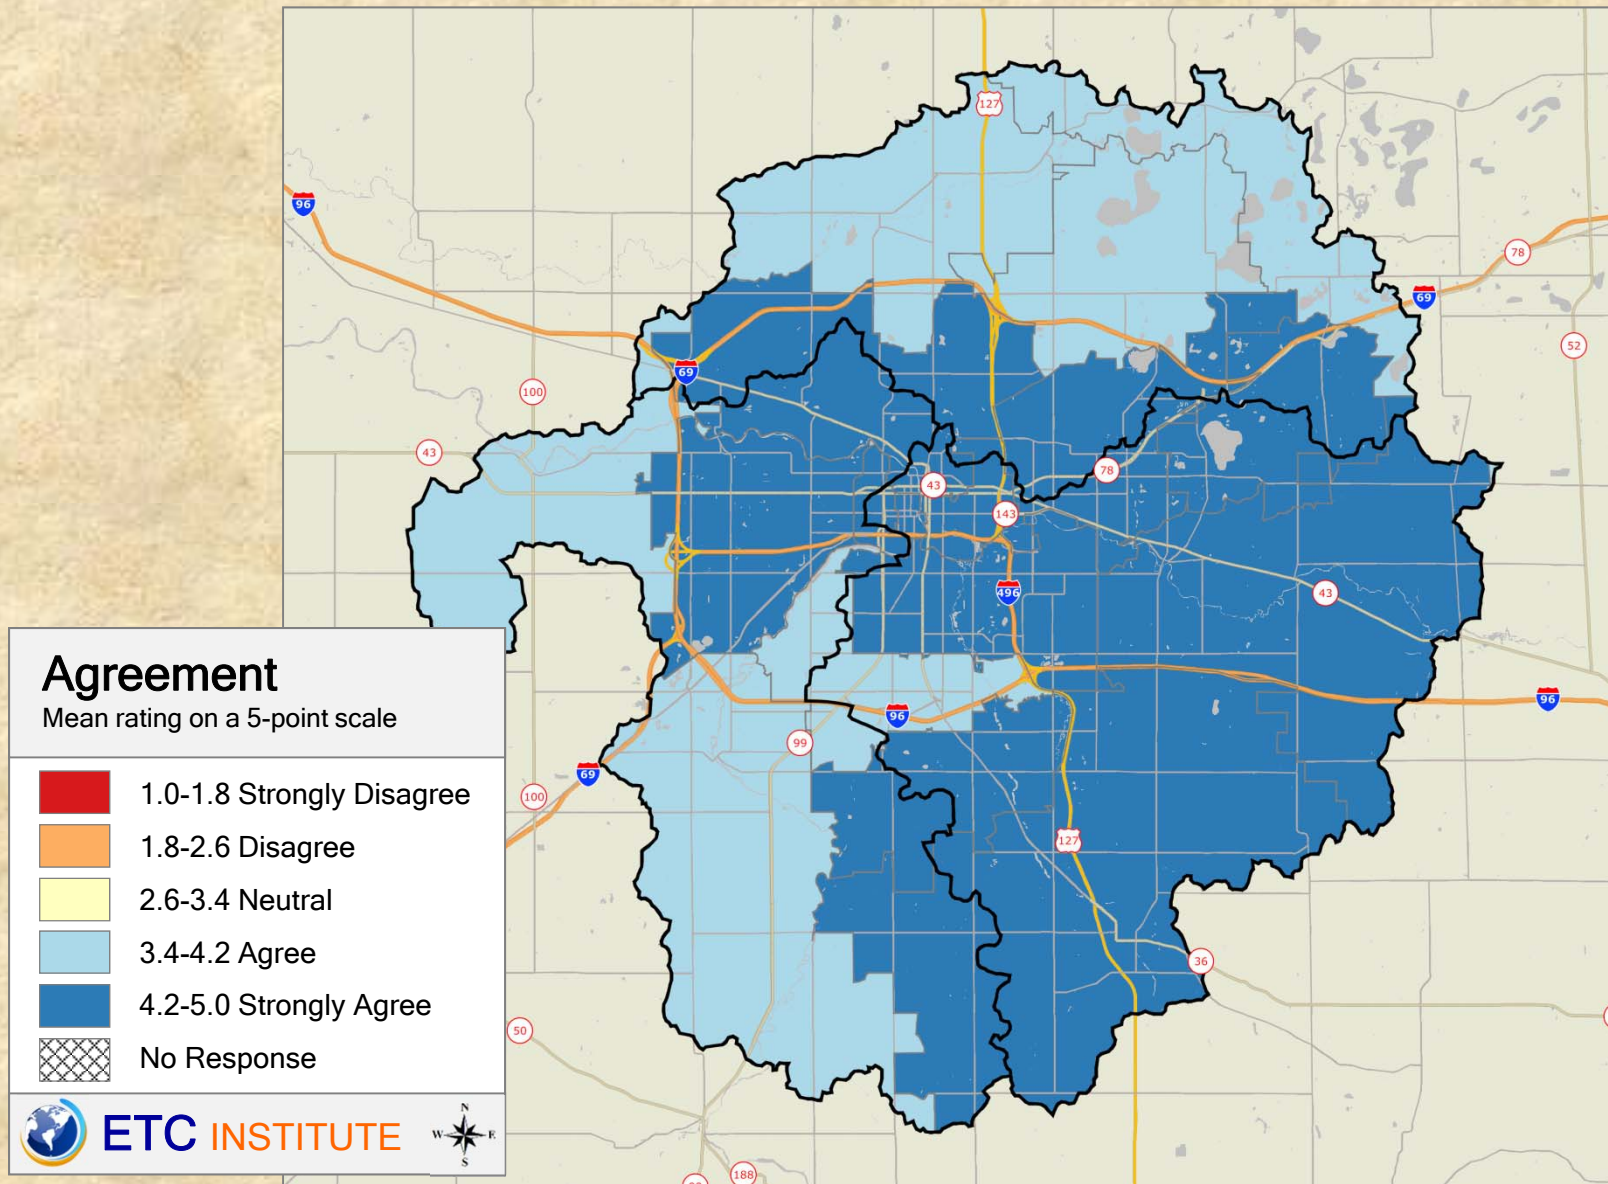 127
96
78
69
52
69
100
43
78
43
143
496
43
96
96
99
69
100
127
36
50
188
Agreement
Mean rating on a 5-point scale
1.0-1.8 Strongly Disagree
1.8-2.6 Disagree
2.6-3.4 Neutral
3.4-4.2 Agree
4.2-5.0 Strongly Agree
No Response
ETC INSTITUTE
N
W E
S